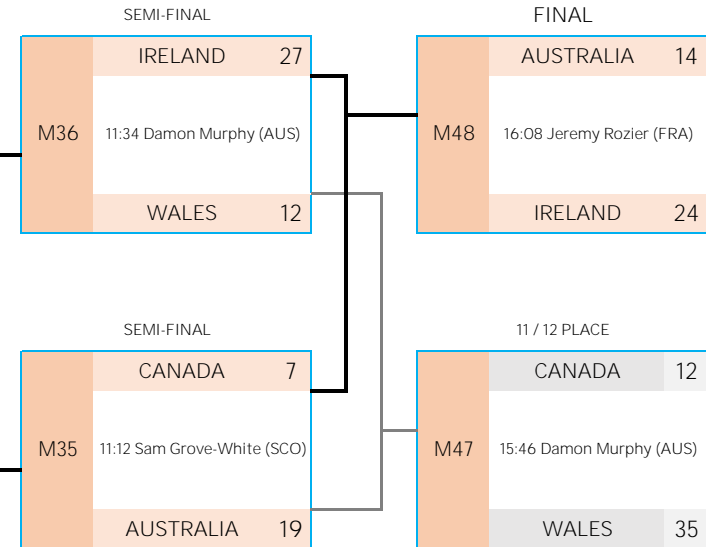 SEMI-FINAL
IRELAND 27
M36 11:34 Damon Murphy (AUS)
WALES 12
FINAL
AUSTRALIA 14
M48 16:08 Jeremy Rozier (FRA)
IRELAND 24
SEMI-FINAL
CANADA 7
M35 11:12 Sam Grove-White (SCO)
AUSTRALIA 19
11 / 12 PLACE
CANADA 12
M47 15:46 Damon Murphy (AUS)
WALES 35